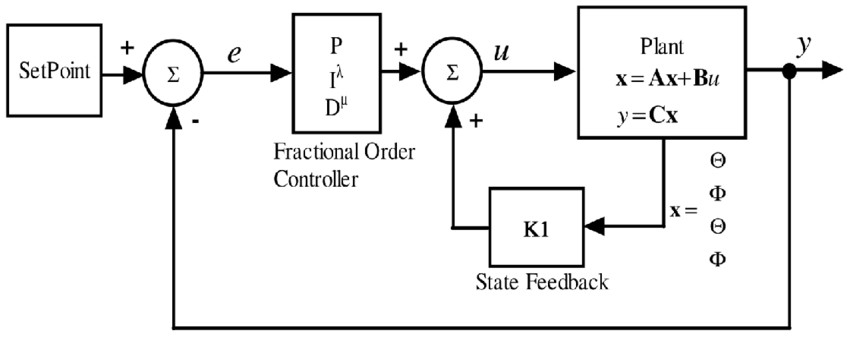 SetPoint
+
Σ
-
e
P
I^λ
D^μ
Fractional Order
Controller
+
Σ
+
u
Plant
x = Ax+Bu
y = Cx
y
K1
State Feedback
x =
Θ
Φ
Θ
Φ